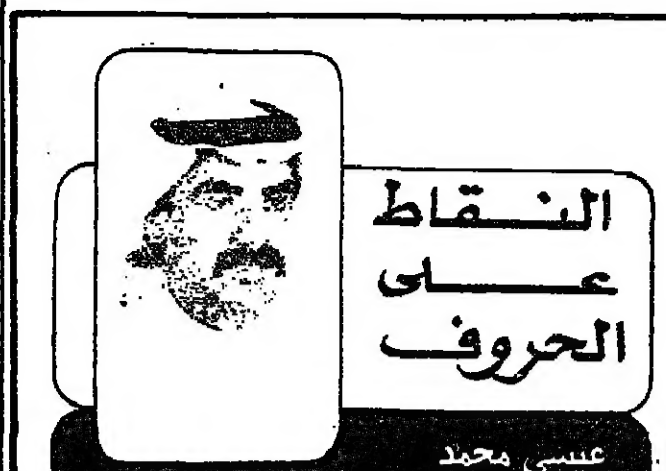 النقاط
على
الحروف
عيسى محمد